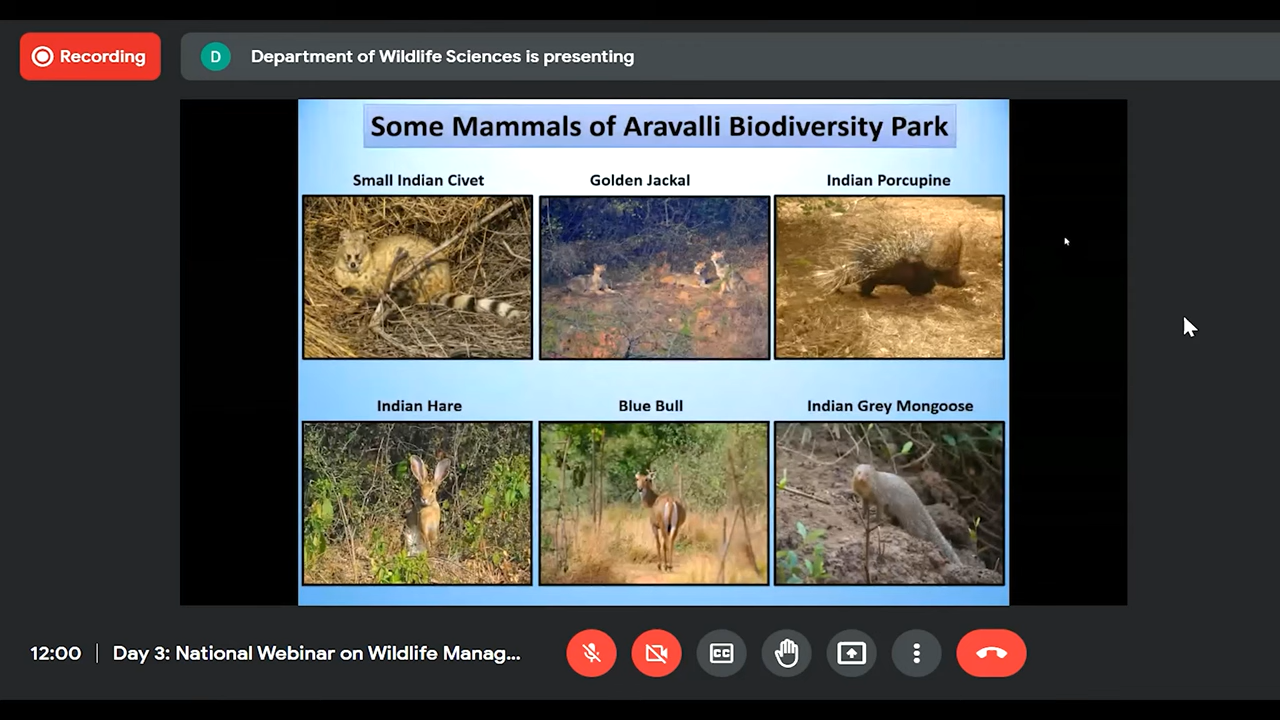 Recording
D
Department of Wildlife Sciences is presenting
Some Mammals of Aravalli Biodiversity Park
Small Indian Civet
Golden Jackal
Indian Porcupine
Indian Hare
Blue Bull
Indian Grey Mongoose
12:00 | Day 3: National Webinar on Wildlife Manag...
CC